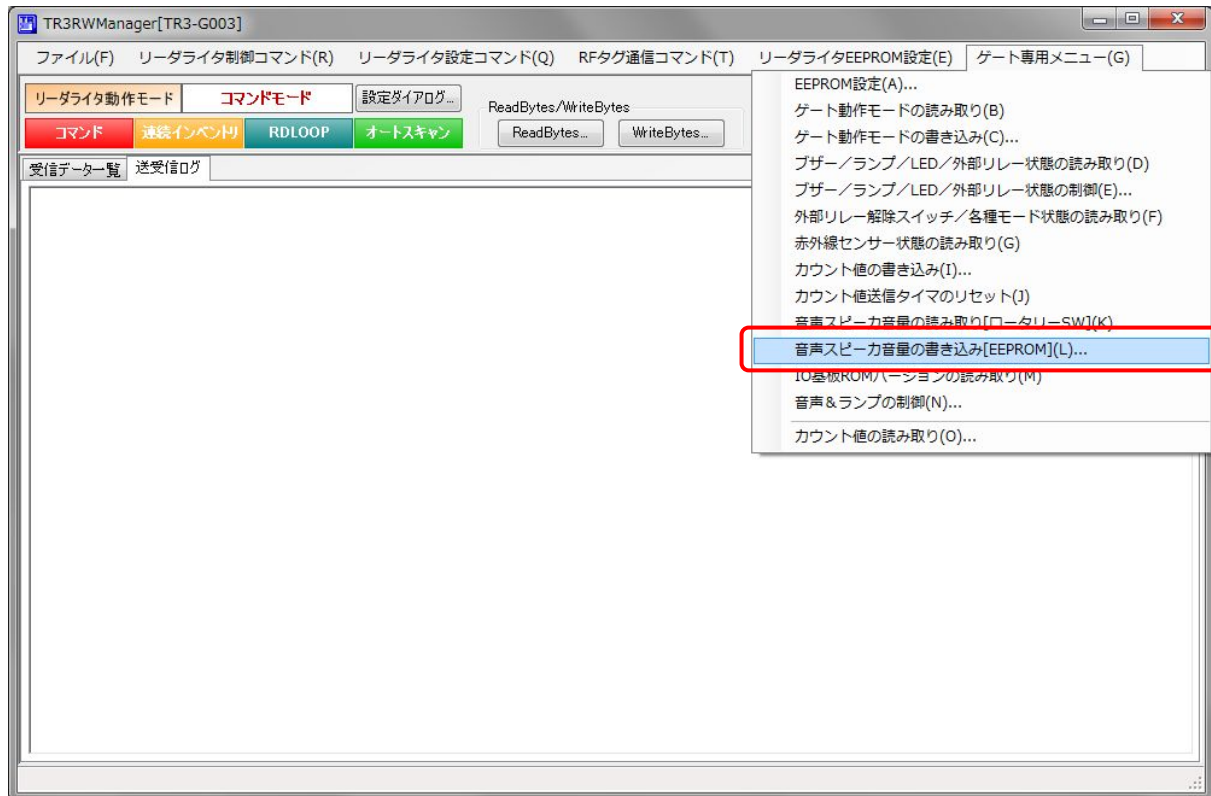 TR3RWManager[TR3-G003]
ファイル(F) リーダライタ制御コマンド(R) リーダライタ設定コマンド(Q) RFタグ通信コマンド(T) リーダライタEEPROM設定(E) ゲート専用メニュー(G)
リーダライタ動作モード コマンドモード 設定ダイアログ...
コマンド 連続インベントリ RDLOOP オートスキャン
ReadBytes/WriteBytes
ReadBytes... WriteBytes...
受信データ一覧 送受信ログ
EEPROM設定(A)...
ゲート動作モードの読み取り(B)
ゲート動作モードの書き込み(C)...
ブザー／ランプ／LED／外部リレー状態の読み取り(D)
ブザー／ランプ／LED／外部リレー状態の制御(E)...
外部リレー解除スイッチ／各種モード状態の読み取り(F)
赤外線センサー状態の読み取り(G)
カウント値の書き込み(I)...
カウント値送信タイマのリセット(J)
音声スピーカ音量の読み取り[ロータリーSW](K)
音声スピーカ音量の書き込み[EEPROM](L)...
IO基板ROMバージョンの読み取り(M)
音声＆ランプの制御(N)...
カウント値の読み取り(O)...